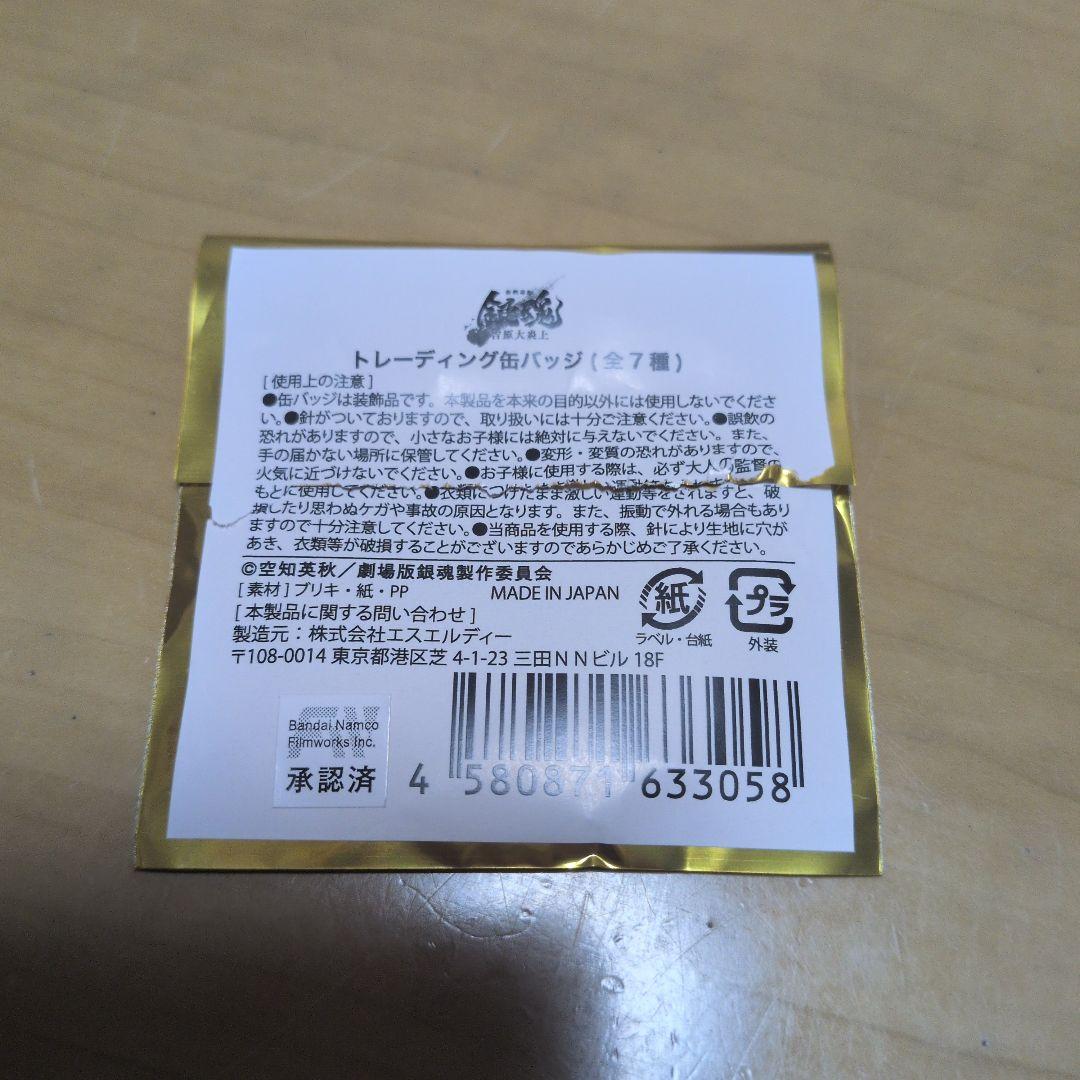 銀魂
吉原大炎上
トレーディング缶バッジ(全7種)
[使用上の注意]
●缶バッジは装飾品です。本製品を本来の目的以外には使用しないでくださ
い。●針がついておりますので、取り扱いには十分ご注意ください。●誤飲の
恐れがありますので、小さなお子様には絶対に与えないでください。また、
手の届かない場所に保管してください。●変形・変質の恐れがありますので、
火気に近づけないでください。●お子様に使用する際は、必ず大人の監督の
もとに使用してください。●衣類につけたまま激しい運動等をされますと、破
損したり思わぬケガや事故の原因となります。また、振動で外れる場合もあり
ますので十分注意してください。●当商品を使用する際、針により生地に穴が
あき、衣類等が破損することがございますのであらかじめご了承ください。
©空知英秋/劇場版銀魂製作委員会
[素材]ブリキ・紙・PP MADE IN JAPAN
[本製品に関する問い合わせ]
製造元:株式会社エスエルディー
〒108-0014 東京都港区芝 4-1-23 三田NNビル 18F
紙
ラベル・台紙
プラ
外装
Bandai Namco
Filmworks Inc.
承認済
4 580871 633058